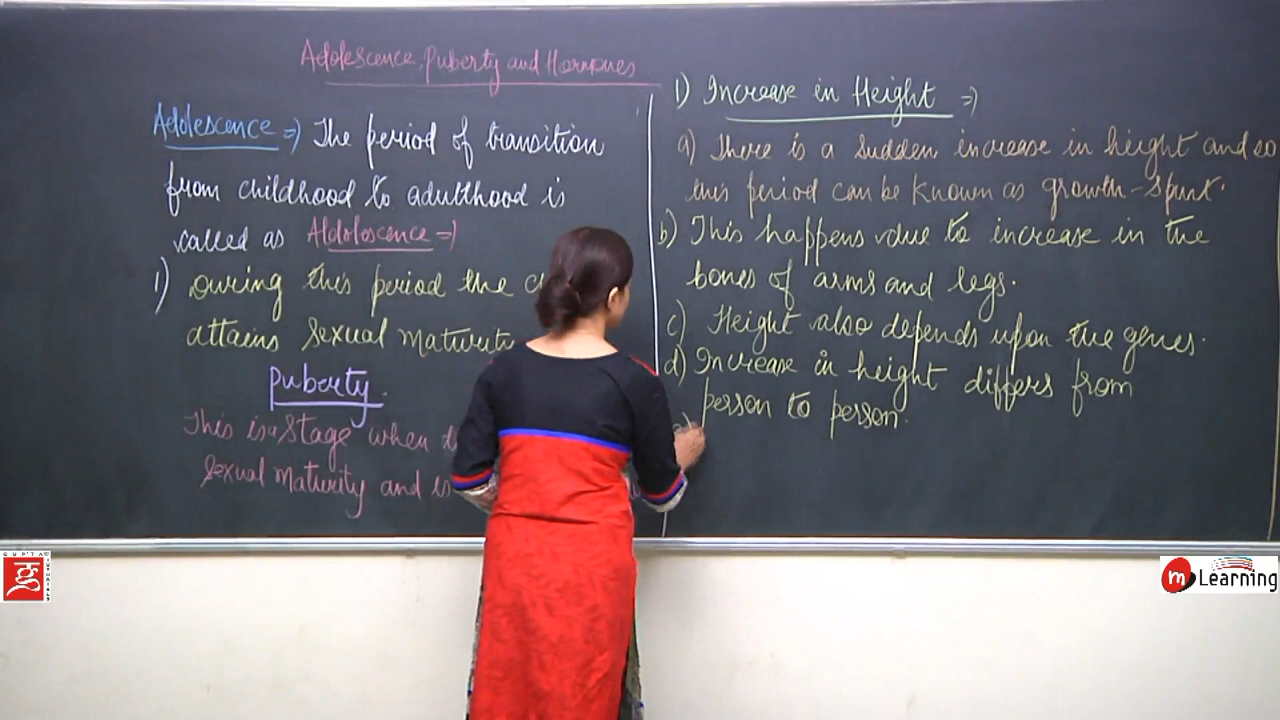 Adolescence, Puberty and Hormones
Adolescence => The period of transition
from childhood to adulthood is
called as Aldoloscence =>
1) During this period the
attains Sexual maturity
Puberty
This is a stage when
sexual maturity and
1) Increase in Height =>
a) There is a sudden increase in height and so
this period can be known as growth-spurt.
b) This happens due to increase in the
bones of arms and legs.
c) Height also depends upon the genes.
d) Increase in height differs from
person to person.
GUPTA
m Learning